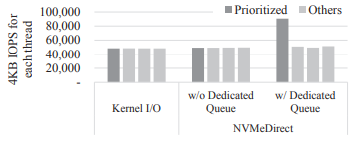 Prioritized Others
4KB IOPS for
each thread
100,000
80,000
60,000
40,000
20,000
-
Kernel I/O
w/o Dedicated
Queue
w/ Dedicated
Queue
NVMeDirect